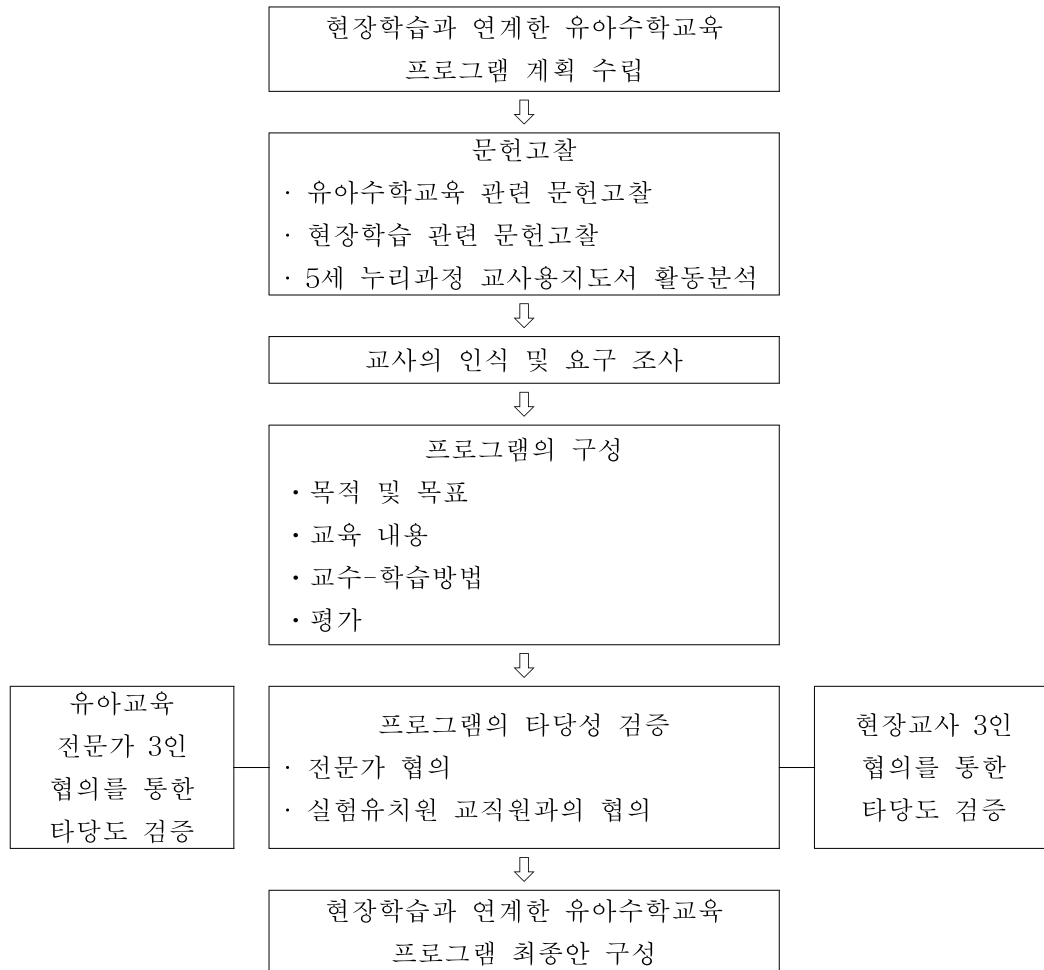 현장학습과 연계한 유아수학교육
프로그램 계획 수립
⇩
문헌고찰
· 유아수학교육 관련 문헌고찰
· 현장학습 관련 문헌고찰
· 5세 누리과정 교사용지도서 활동분석
⇩
교사의 인식 및 요구 조사
⇩
프로그램의 구성
· 목적 및 목표
· 교육 내용
· 교수-학습방법
· 평가
⇩
유아교육
전문가 3인
협의를 통한
타당도 검증
프로그램의 타당성 검증
· 전문가 협의
· 실험유치원 교직원과의 협의
현장교사 3인
협의를 통한
타당도 검증
⇩
현장학습과 연계한 유아수학교육
프로그램 최종안 구성